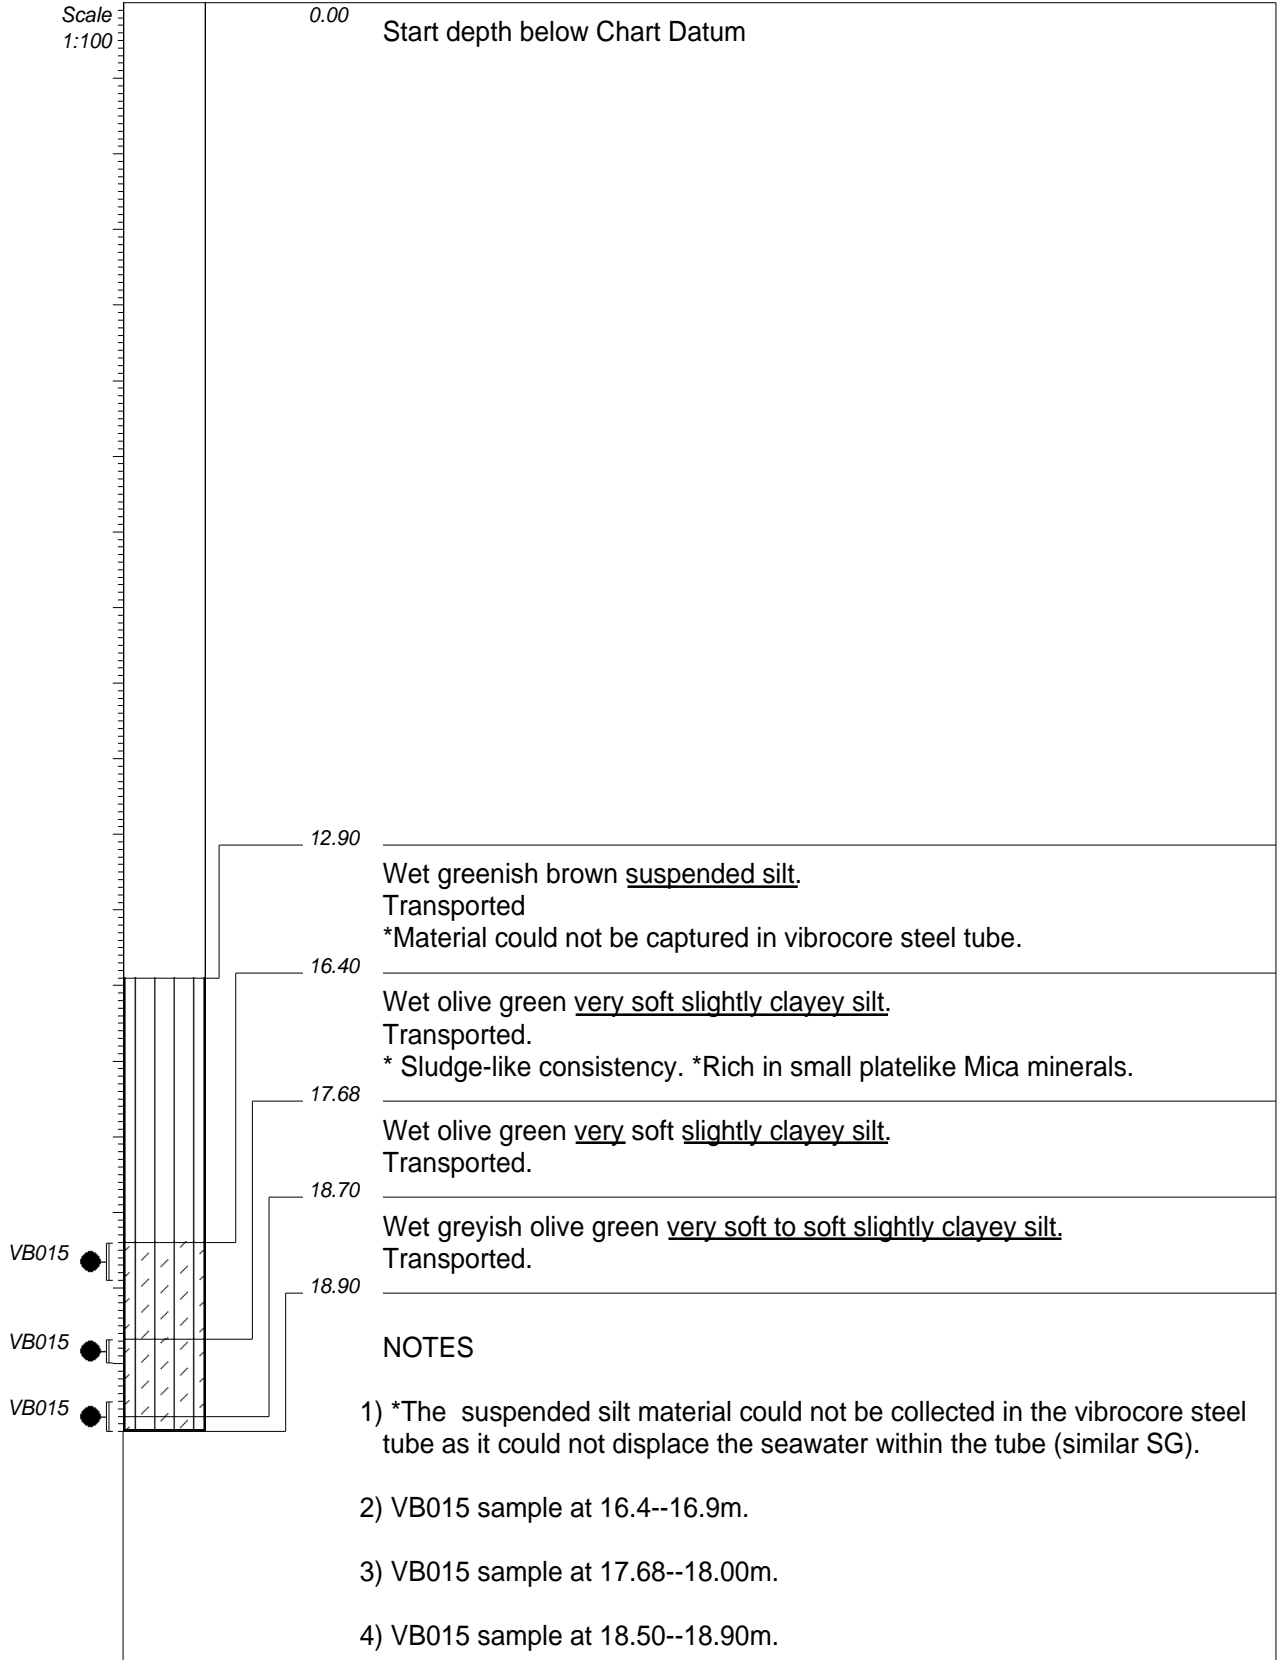 Scale
1:100
0.00
Start depth below Chart Datum
12.90
Wet greenish brown suspended silt.
Transported
*Material could not be captured in vibrocore steel tube.
16.40
Wet olive green very soft slightly clayey silt.
Transported.
* Sludge-like consistency. *Rich in small platelike Mica minerals.
17.68
Wet olive green very soft slightly clayey silt.
Transported.
18.70
Wet greyish olive green very soft to soft slightly clayey silt.
Transported.
VB015
18.90
VB015
NOTES
VB015
1) *The suspended silt material could not be collected in the vibrocore steel
tube as it could not displace the seawater within the tube (similar SG).
2) VB015 sample at 16.4--16.9m.
3) VB015 sample at 17.68--18.00m.
4) VB015 sample at 18.50--18.90m.